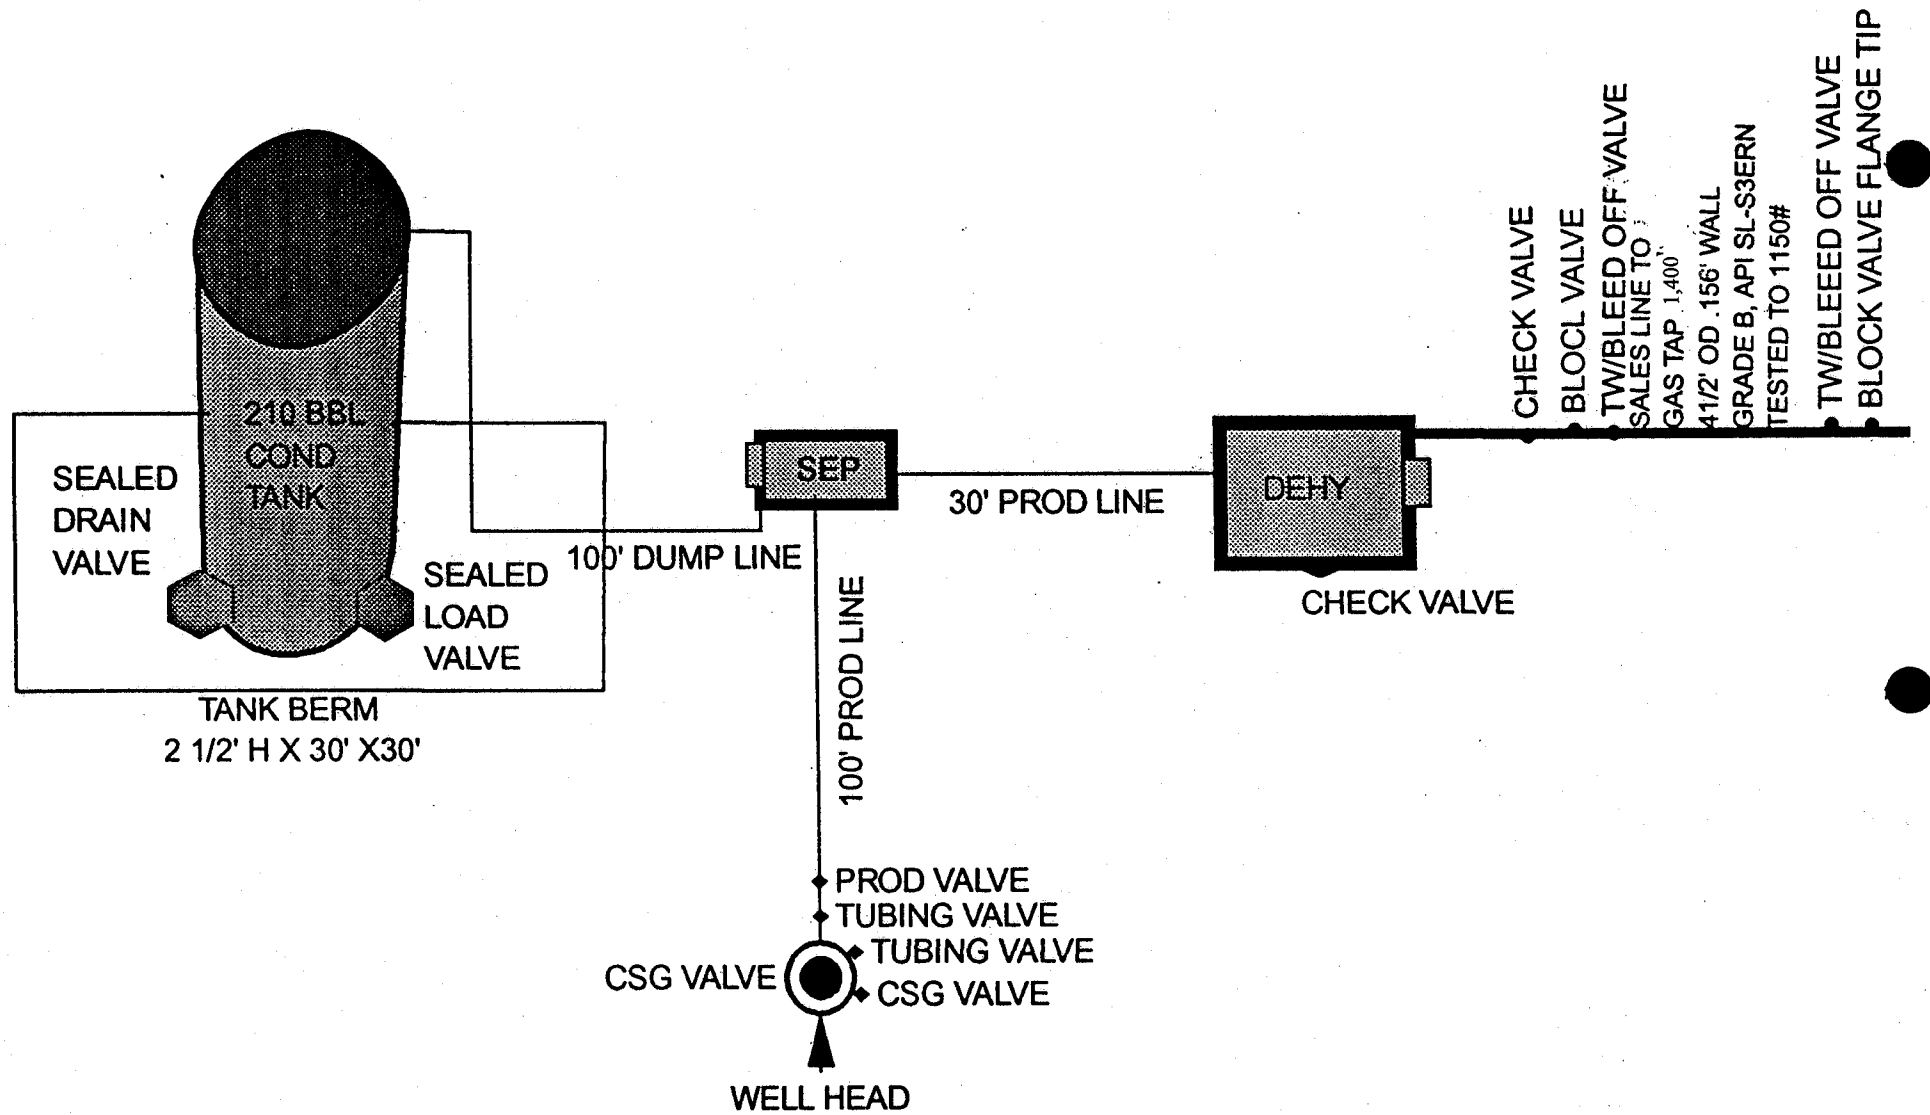 210 BBL
COND
TANK
SEALED
DRAIN
VALVE
SEALED
LOAD
VALVE
TANK BERM
2 1/2' H X 30' X30'
100' DUMP LINE
SEP
30' PROD LINE
DEHY
CHECK VALVE
100' PROD LINE
PROD VALVE
TUBING VALVE
TUBING VALVE
CSG VALVE
CSG VALVE
WELL HEAD
CHECK VALVE
BLOCL VALVE
TW/BLEED OFF VALVE
SALES LINE TO
GAS TAP 1,400'
41/2' OD .156' WALL
GRADE B, API SL-S3ERN
TESTED TO 1150#
TW/BLEEED OFF VALVE
BLOCK VALVE FLANGE TIP